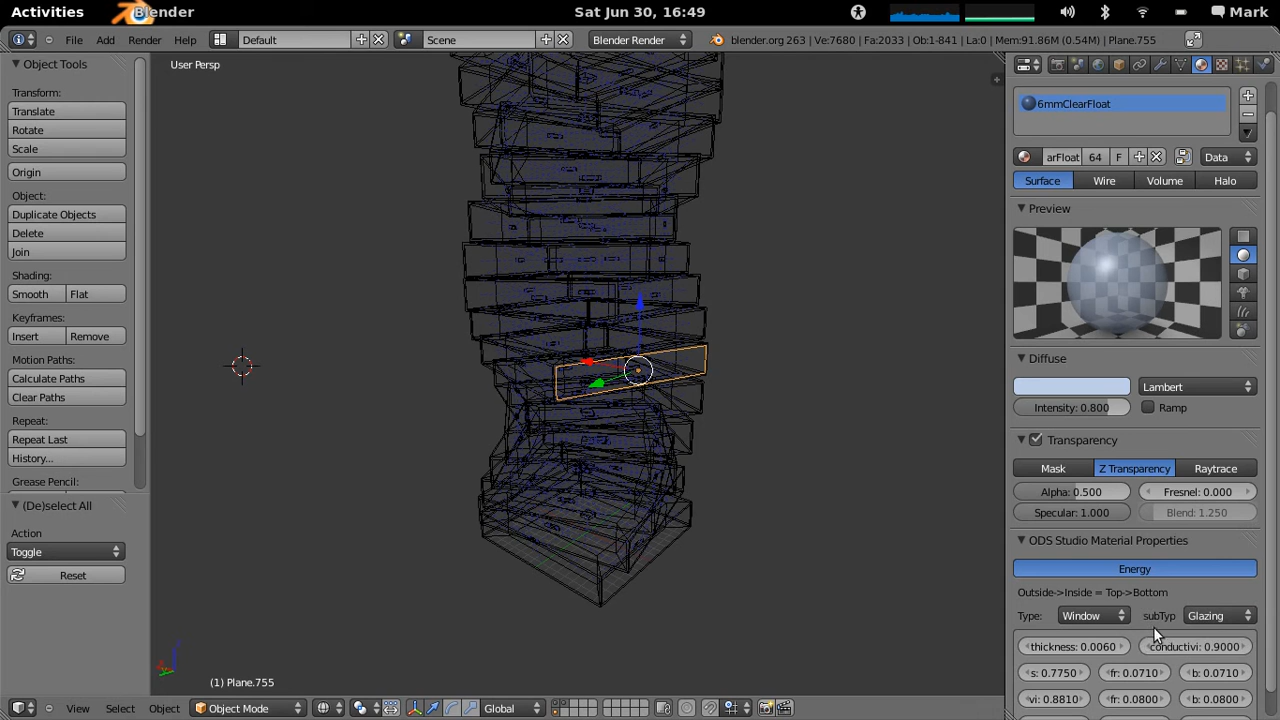 Activities Blender Sat Jun 30, 16:49 Mark
File Add Render Help Default Scene Blender Render blender.org 263 | Ve:7680 | Fa:2033 | Ob:1-841 | La:0 | Mem:91.86M (0.54M) | Plane.755
Object Tools
Transform:
Translate
Rotate
Scale
Origin
Object:
Duplicate Objects
Delete
Join
Shading:
Smooth Flat
Keyframes:
Insert Remove
Motion Paths:
Calculate Paths
Clear Paths
Repeat:
Repeat Last
History...
Grease Pencil:
(De)select All
Action
Toggle
Reset
User Persp
(1) Plane.755
View Select Object Object Mode Global
6mmClearFloat
arFloat 64 F Data
Surface Wire Volume Halo
Preview
Diffuse
Lambert
Intensity: 0.800 Ramp
Transparency
Mask Z Transparency Raytrace
Alpha: 0.500 Fresnel: 0.000
Specular: 1.000 Blend: 1.250
ODS Studio Material Properties
Energy
Outside->Inside = Top->Bottom
Type: Window subTyp Glazing
thickness: 0.0060 conductivi: 0.9000
s: 0.7750 fr: 0.0710 b: 0.0710
vi: 0.8810 fr: 0.0800 b: 0.0800